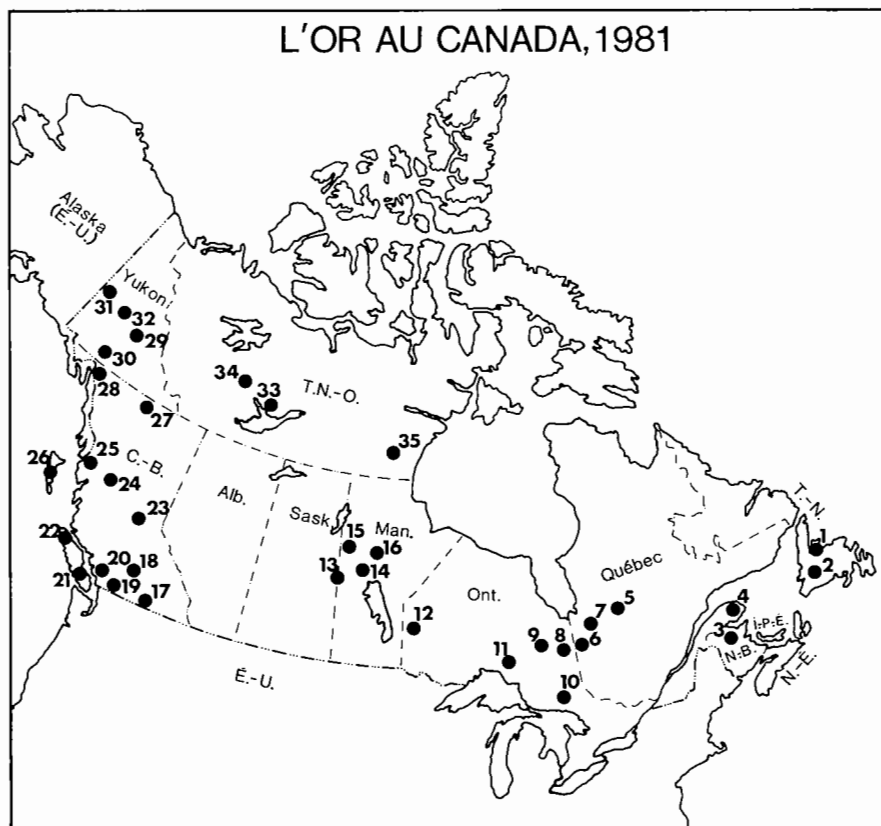 L'OR AU CANADA, 1981
Alaska
(É.-U.)
Yukon
31
32
29
30
28
27
34
33
T.N.-O.
35
26
25
C.-B.
24
23
22
21
20
18
19
17
Alb.
Sask.
Man.
15
16
13
14
12
Ont.
11
9
8
10
7
6
5
Québec
T.-N.
1
2
4
3
Î.-P.-É.
N.-B.
N.-É.
É.-U.